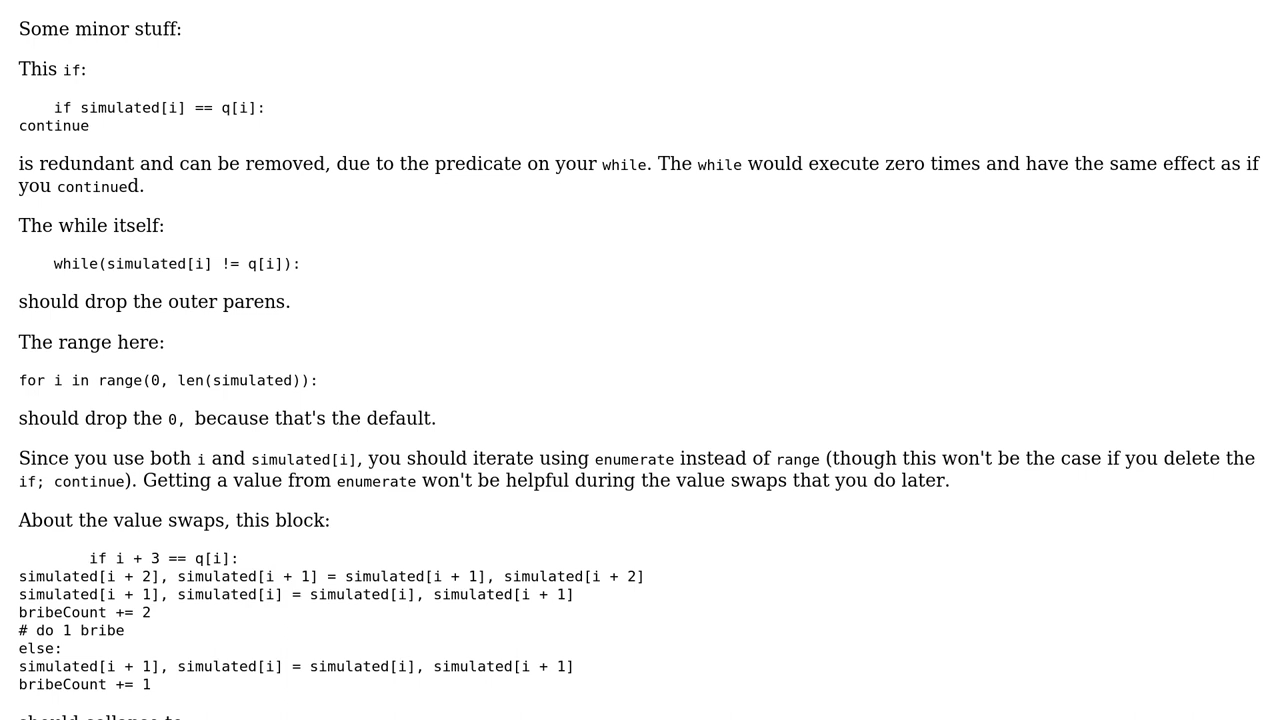 Some minor stuff:
This if:
    if simulated[i] == q[i]:
continue
is redundant and can be removed, due to the predicate on your while. The while would execute zero times and have the same effect as if
you continued.
The while itself:
    while(simulated[i] != q[i]):
should drop the outer parens.
The range here:
for i in range(0, len(simulated)):
should drop the 0, because that's the default.
Since you use both i and simulated[i], you should iterate using enumerate instead of range (though this won't be the case if you delete the
if; continue). Getting a value from enumerate won't be helpful during the value swaps that you do later.
About the value swaps, this block:
        if i + 3 == q[i]:
simulated[i + 2], simulated[i + 1] = simulated[i + 1], simulated[i + 2]
simulated[i + 1], simulated[i] = simulated[i], simulated[i + 1]
bribeCount += 2
# do 1 bribe
else:
simulated[i + 1], simulated[i] = simulated[i], simulated[i + 1]
bribeCount += 1
should collapse to